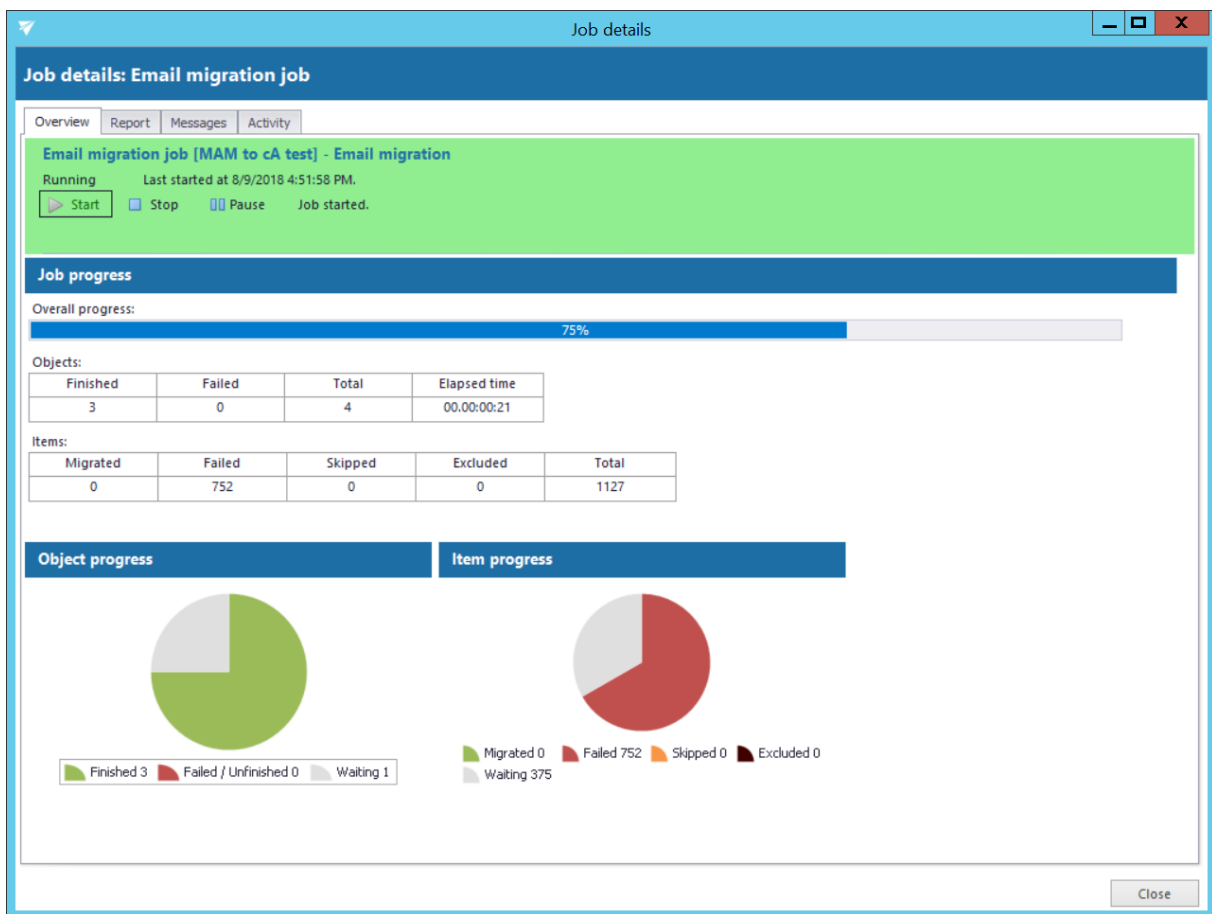 Job details
Job details: Email migration job
Overview Report Messages Activity
Email migration job [MAM to cA test] - Email migration
Running Last started at 8/9/2018 4:51:58 PM.
Start Stop Pause Job started.
Job progress
Overall progress:
75%
Objects:
Finished Failed Total Elapsed time
3 0 4 00.00:00:21
Items:
Migrated Failed Skipped Excluded Total
0 752 0 0 1127
Object progress Item progress
Migrated 0 Failed 752 Skipped 0 Excluded 0
Finished 3 Failed / Unfinished 0 Waiting 1
Waiting 375
Close